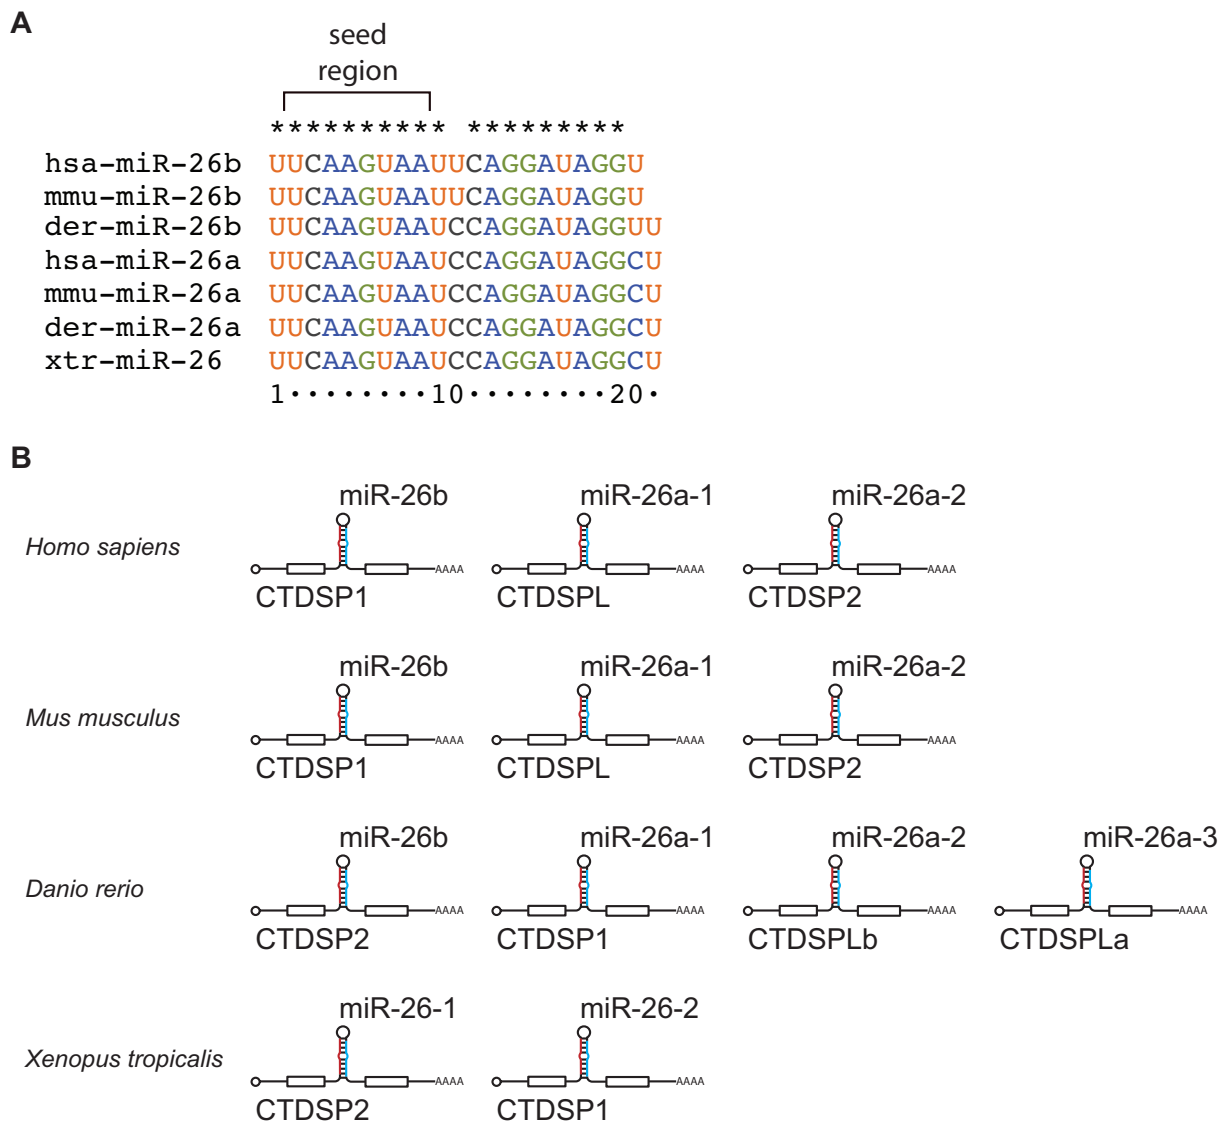 A
seed
region
********** *********
hsa-miR-26b UUCAAGUAAUUCAGGAUAGGU
mmu-miR-26b UUCAAGUAAUUCAGGAUAGGU
der-miR-26b UUCAAGUAAUCCAGGAUAGGUU
hsa-miR-26a UUCAAGUAAUCCAGGAUAGGCU
mmu-miR-26a UUCAAGUAAUCCAGGAUAGGCU
der-miR-26a UUCAAGUAAUCCAGGAUAGGCU
xtr-miR-26 UUCAAGUAAUCCAGGAUAGGCU
1········10········20·
B
miR-26b miR-26a-1 miR-26a-2
Homo sapiens
AAAA AAAA AAAA
CTDSP1 CTDSPL CTDSP2
miR-26b miR-26a-1 miR-26a-2
Mus musculus
AAAA AAAA AAAA
CTDSP1 CTDSPL CTDSP2
miR-26b miR-26a-1 miR-26a-2 miR-26a-3
Danio rerio
AAAA AAAA AAAA AAAA
CTDSP2 CTDSP1 CTDSPLb CTDSPLa
miR-26-1 miR-26-2
Xenopus tropicalis
AAAA AAAA
CTDSP2 CTDSP1